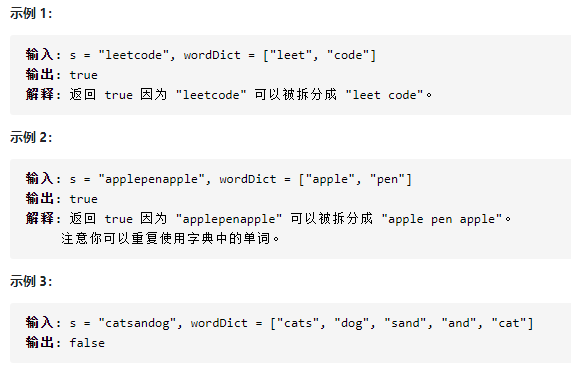 示例 1：
输入: s = "leetcode", wordDict = ["leet", "code"]
输出: true
解释: 返回 true 因为 "leetcode" 可以被拆分成 "leet code"。
示例 2：
输入: s = "applepenapple", wordDict = ["apple", "pen"]
输出: true
解释: 返回 true 因为 "applepenapple" 可以被拆分成 "apple pen apple"。
注意你可以重复使用字典中的单词。
示例 3：
输入: s = "catsandog", wordDict = ["cats", "dog", "sand", "and", "cat"]
输出: false